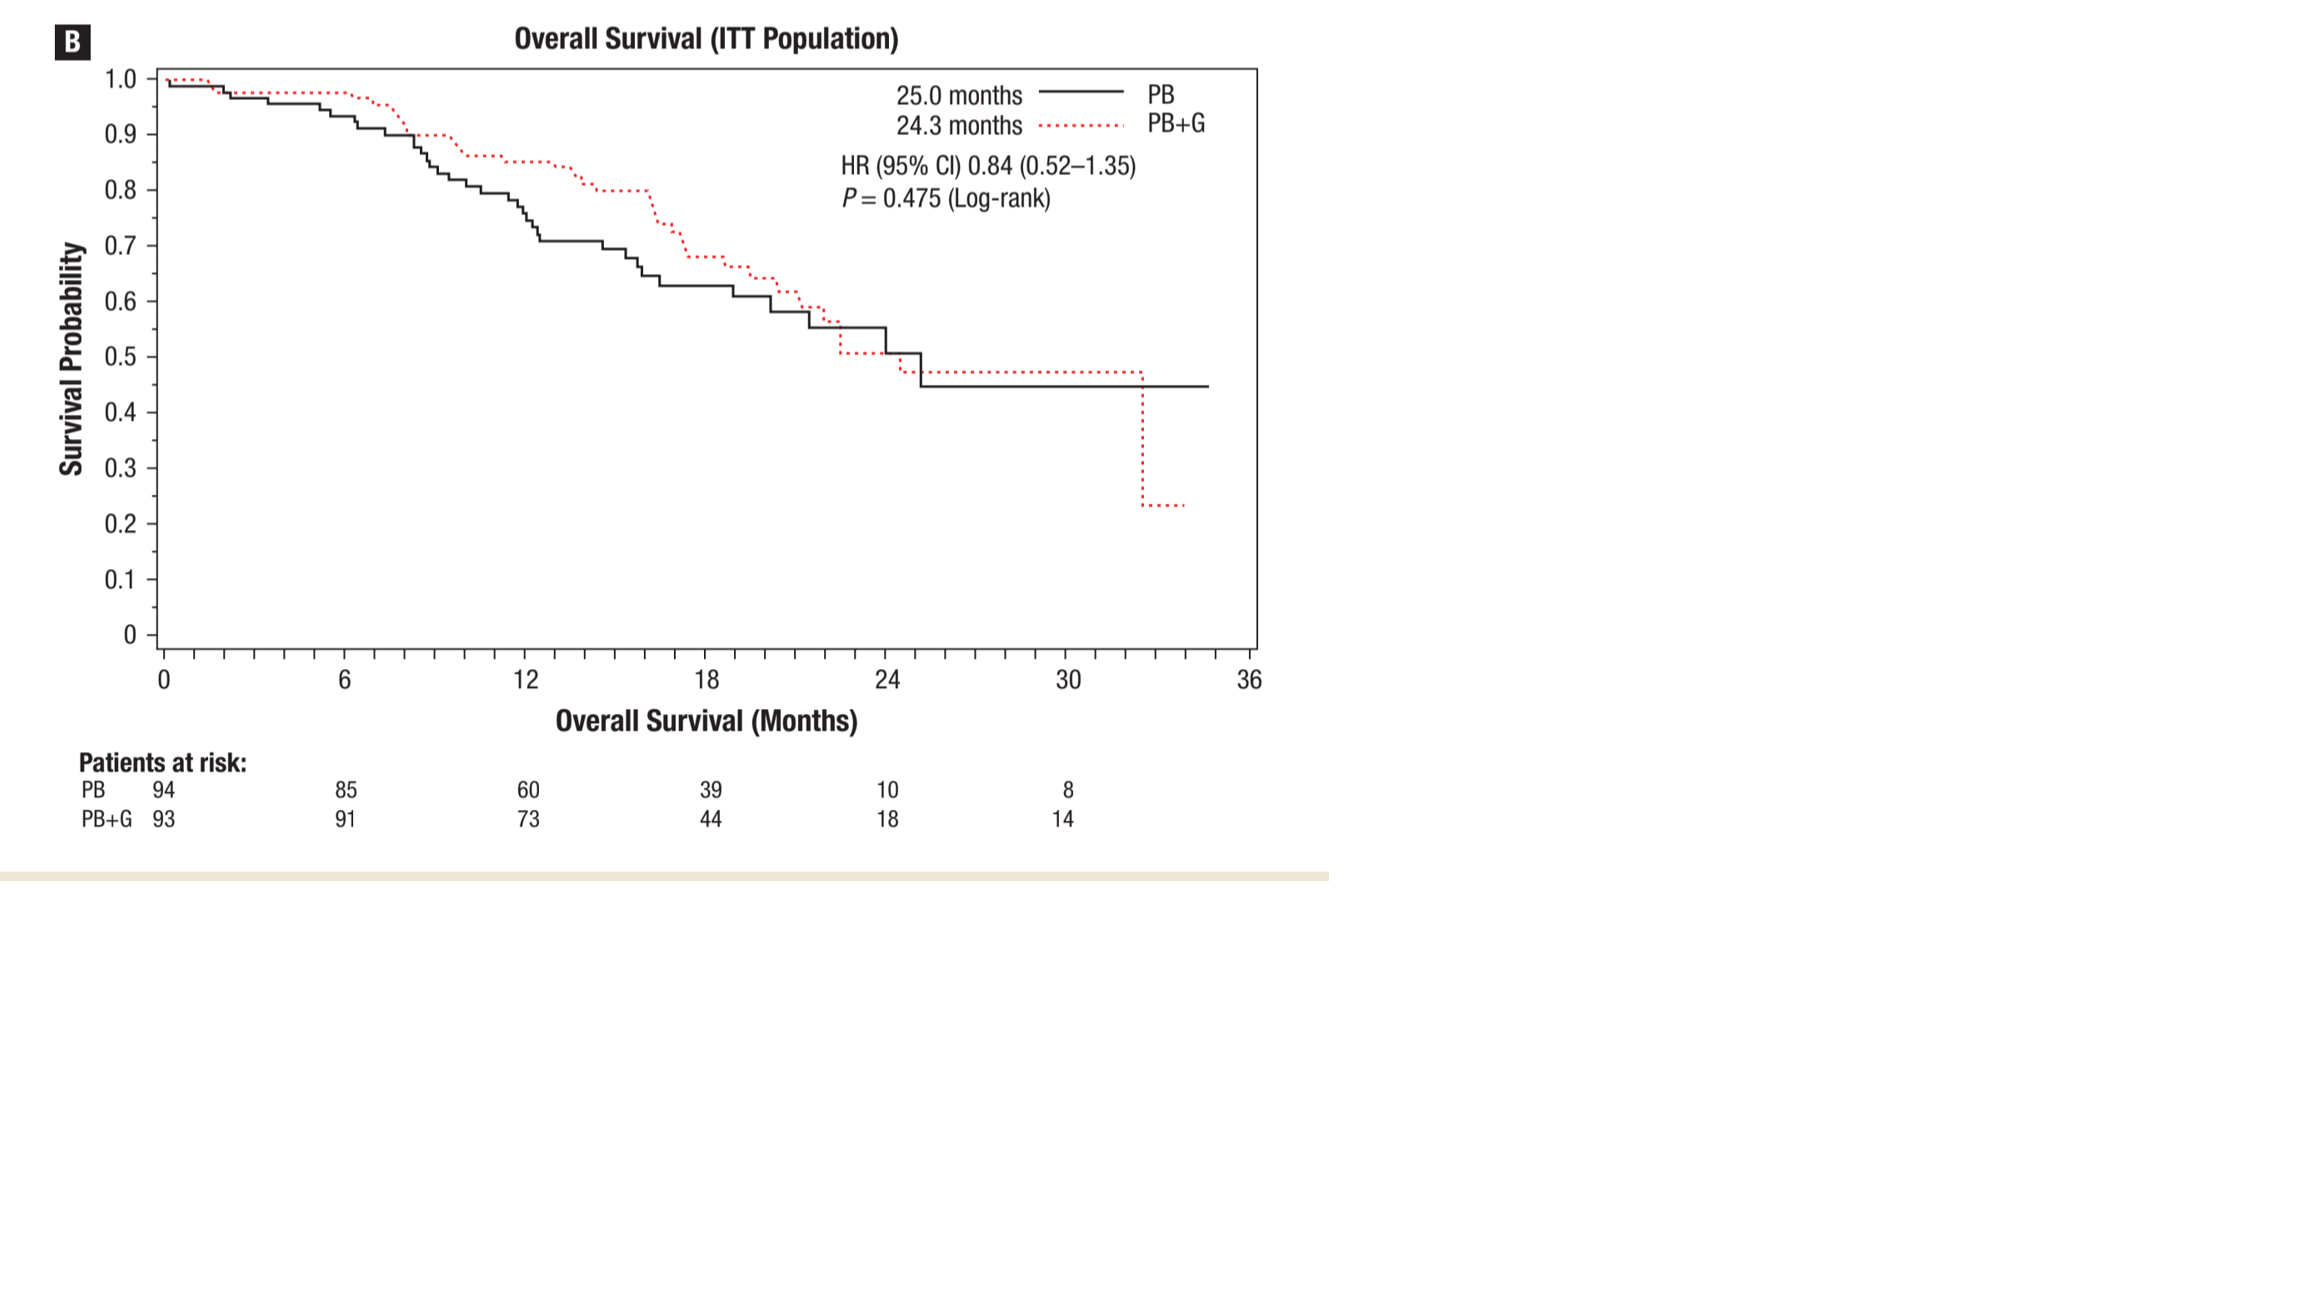 B
Overall Survival (ITT Population)
25.0 months PB
24.3 months PB+G
HR (95% CI) 0.84 (0.52–1.35)
P = 0.475 (Log-rank)
Survival Probability
1.0
0.9
0.8
0.7
0.6
0.5
0.4
0.3
0.2
0.1
0
0 6 12 18 24 30 36
Overall Survival (Months)
Patients at risk:
PB 94 85 60 39 10 8
PB+G 93 91 73 44 18 14